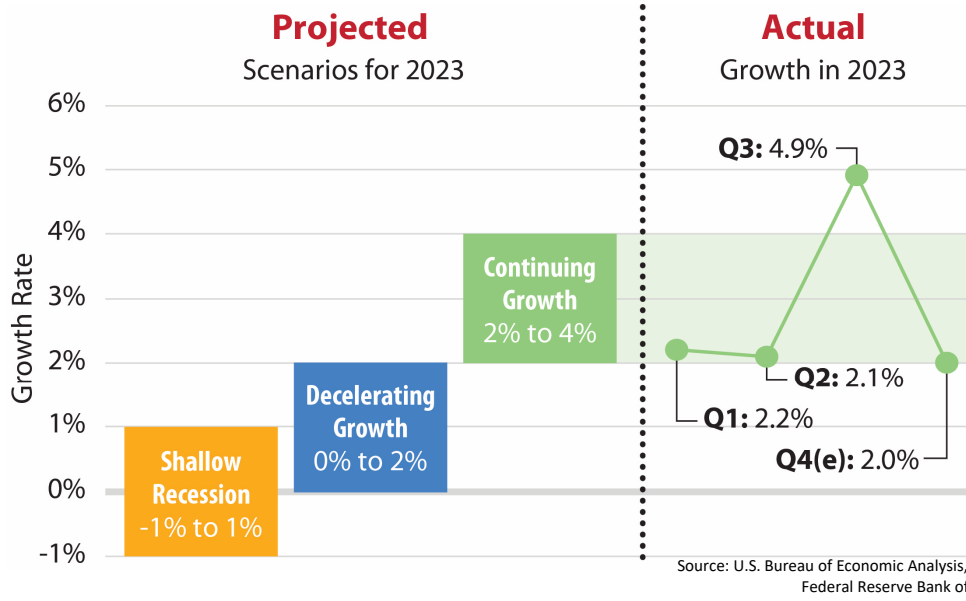 Projected
Scenarios for 2023
Actual
Growth in 2023
Growth Rate
6%
5%
4%
3%
2%
1%
0%
-1%
Shallow
Recession
-1% to 1%
Decelerating
Growth
0% to 2%
Continuing
Growth
2% to 4%
Q3: 4.9%
Q2: 2.1%
Q1: 2.2%
Q4(e): 2.0%
Source: U.S. Bureau of Economic Analysis,
Federal Reserve Bank of